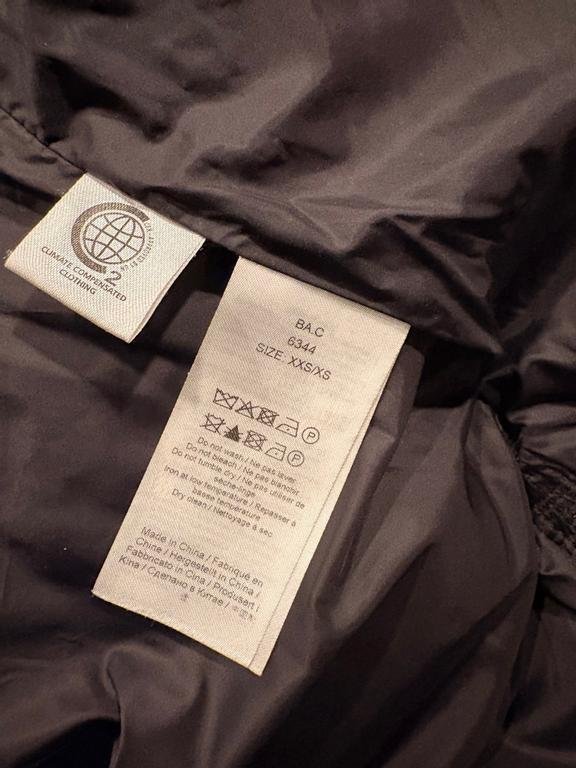 2
CLIMATE COMPENSATED
CLOTHING
BA.C
6344
SIZE: XXS/XS
P
P
Do not wash / Ne pas laver
Do not bleach / Ne pas blanchir
Do not tumble dry / Ne pas utiliser de
sèche-linge
Iron at low temperature / Repasser à
basse température
Dry clean / Nettoyage à sec
Made in China / Fabriqué en
Chine / Hergestellt in China /
Fabbricato in Cina / Produsert i
Kina / Сделано в Китае / 中国